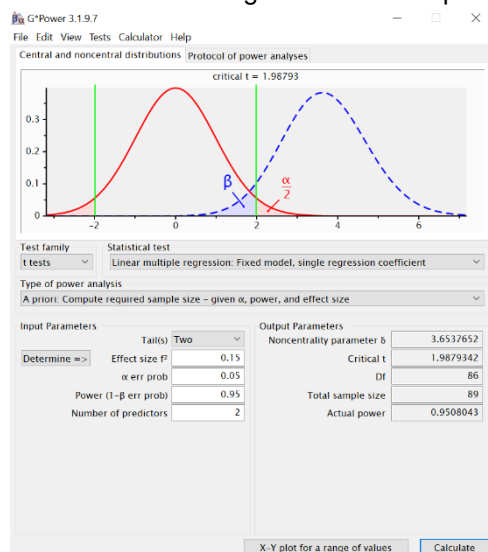 G*Power 3.1.9.7
File Edit View Tests Calculator Help
Central and noncentral distributions Protocol of power analyses
critical t = 1.98793
0.3
0.2
0.1
0
β
α
2
-2 0 2 4 6
Test family Statistical test
t tests Linear multiple regression: Fixed model, single regression coefficient
Type of power analysis
A priori: Compute required sample size – given α, power, and effect size
Input Parameters Output Parameters
Tail(s) Two Noncentrality parameter δ 3.6537652
Determine => Effect size f² 0.15 Critical t 1.9879342
α err prob 0.05 Df 86
Power (1-β err prob) 0.95 Total sample size 89
Number of predictors 2 Actual power 0.9508043
X-Y plot for a range of values Calculate